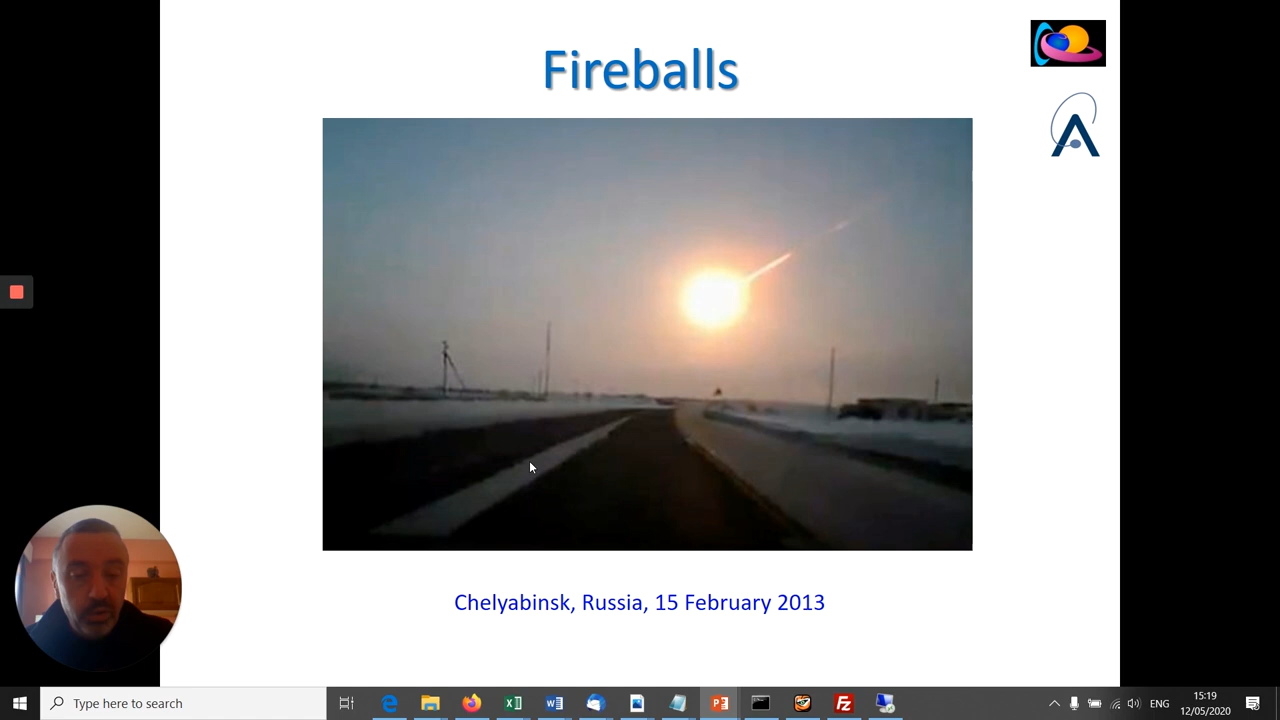 Fireballs
Chelyabinsk, Russia, 15 February 2013
Type here to search
ENG
15:19
12/05/2020